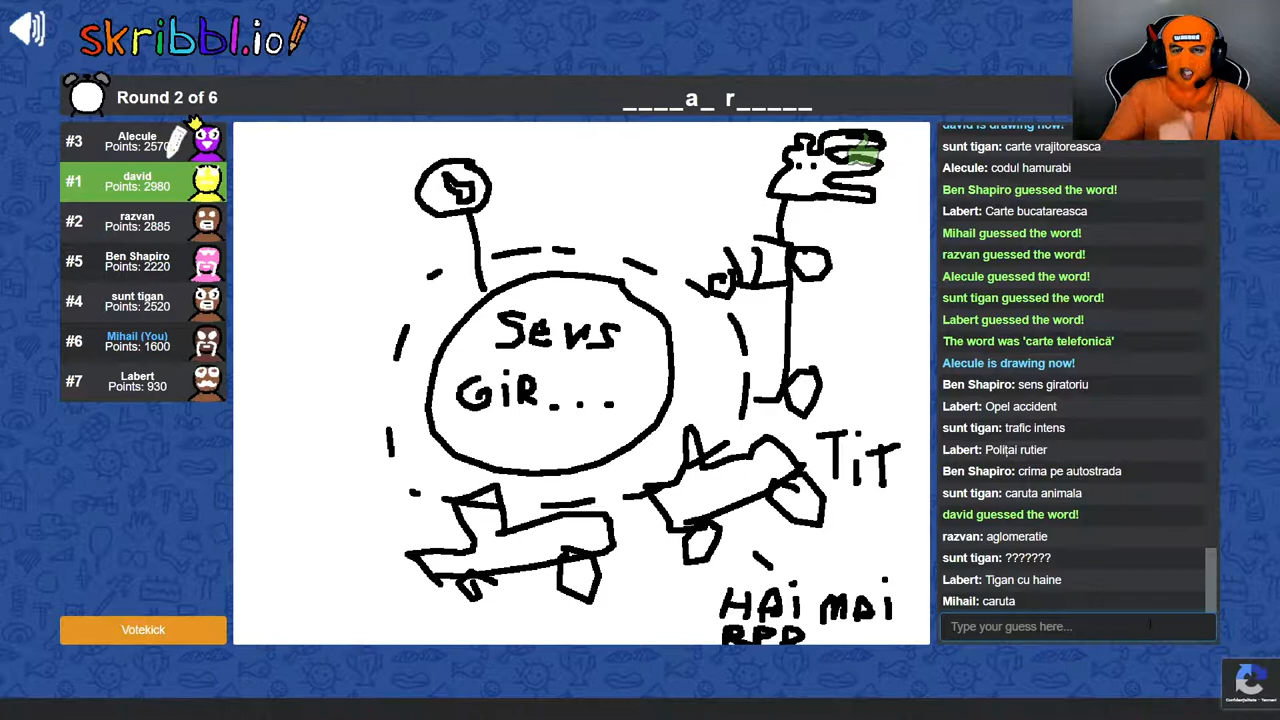 skribbl.io
Round 2 of 6
____a_ r_____
#3
Alecule
Points: 2570
#1
david
Points: 2980
#2
razvan
Points: 2885
#5
Ben Shapiro
Points: 2220
#4
sunt tigan
Points: 2520
#6
Mihail (You)
Points: 1600
#7
Labert
Points: 930
Votekick
SENS
GiR...
TiT
HAi MAi
david is drawing now!
sunt tigan: carte vrajitoreasca
Alecule: codul hamurabi
Ben Shapiro guessed the word!
Labert: Carte bucatareasca
Mihail guessed the word!
razvan guessed the word!
Alecule guessed the word!
sunt tigan guessed the word!
Labert guessed the word!
The word was 'carte telefonică'
Alecule is drawing now!
Ben Shapiro: sens giratoriu
Labert: Opel accident
sunt tigan: trafic intens
Labert: Polițai rutier
Ben Shapiro: crima pe autostrada
sunt tigan: caruta animala
david guessed the word!
razvan: aglomeratie
sunt tigan: ???????
Labert: Tigan cu haine
Mihail: caruta
Type your guess here...